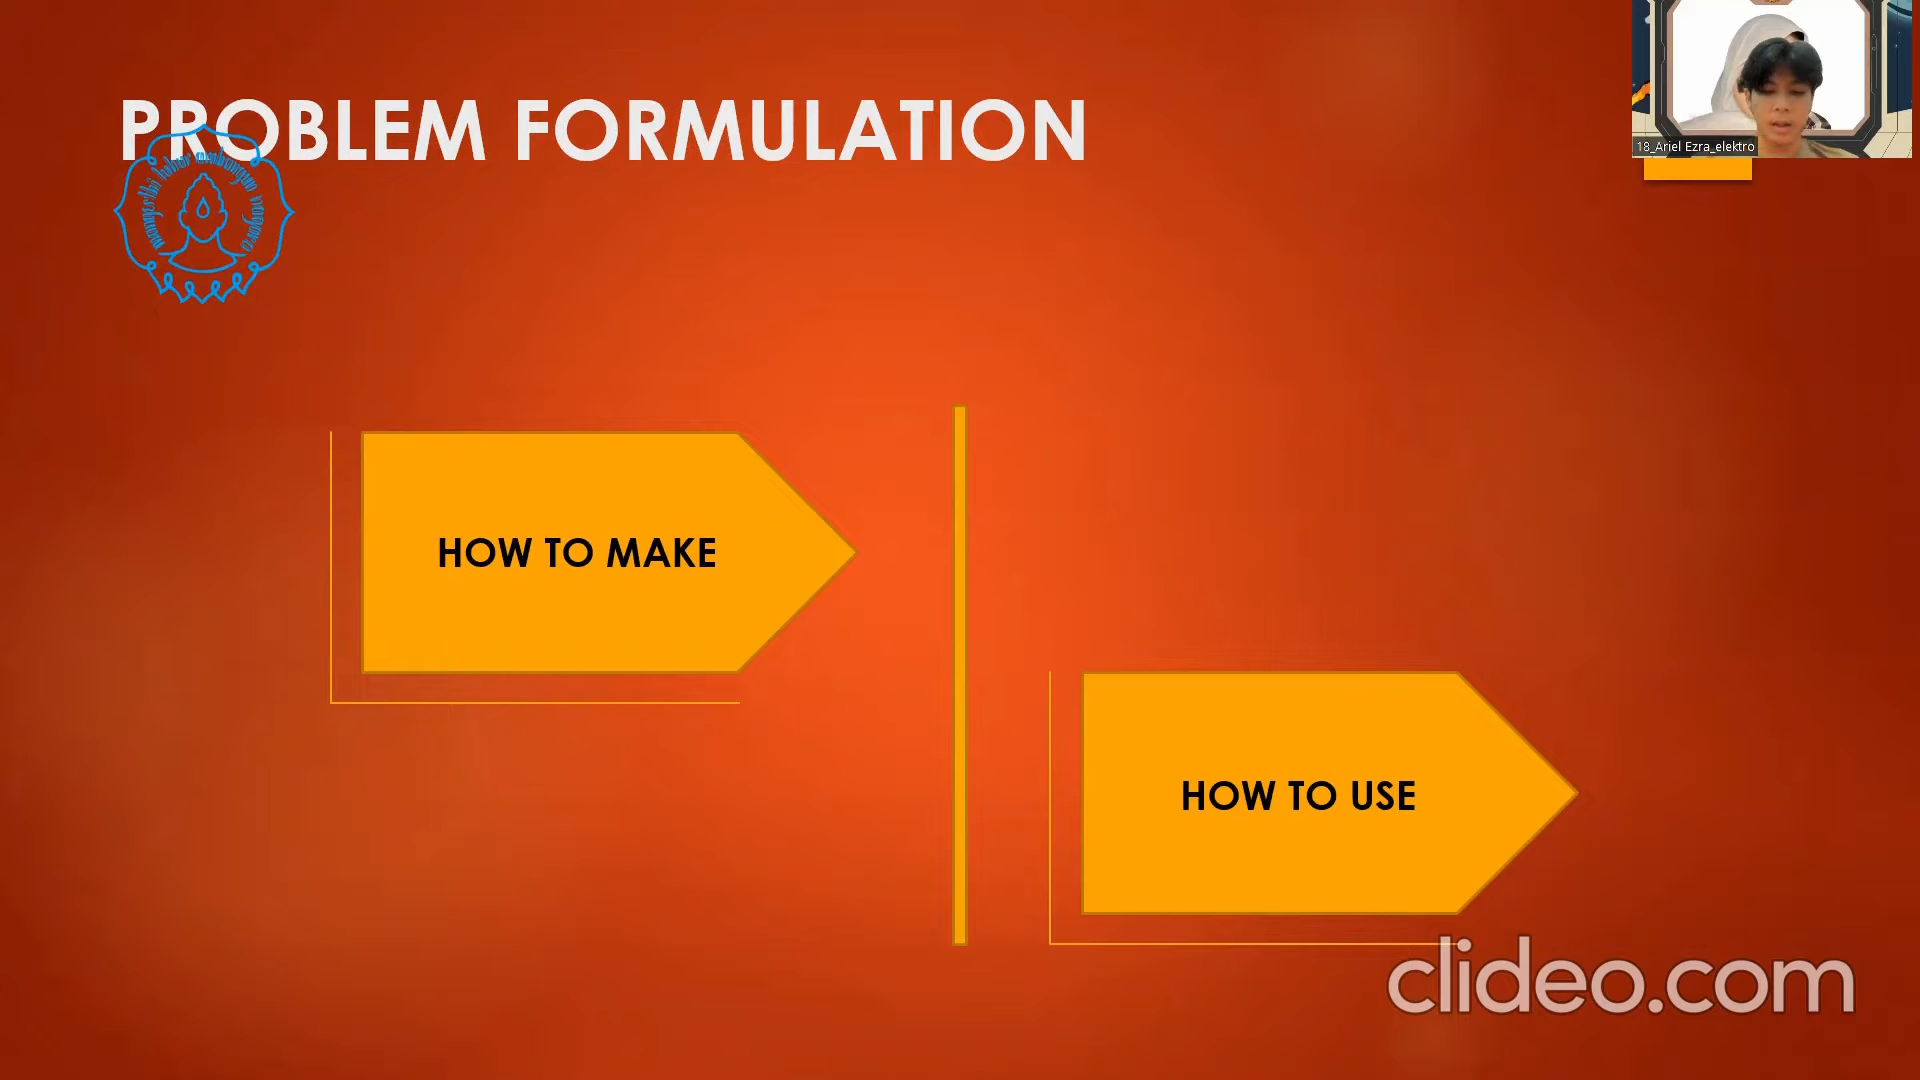 PROBLEM FORMULATION
18_Ariel Ezra_elektro
HOW TO MAKE
HOW TO USE
clideo.com